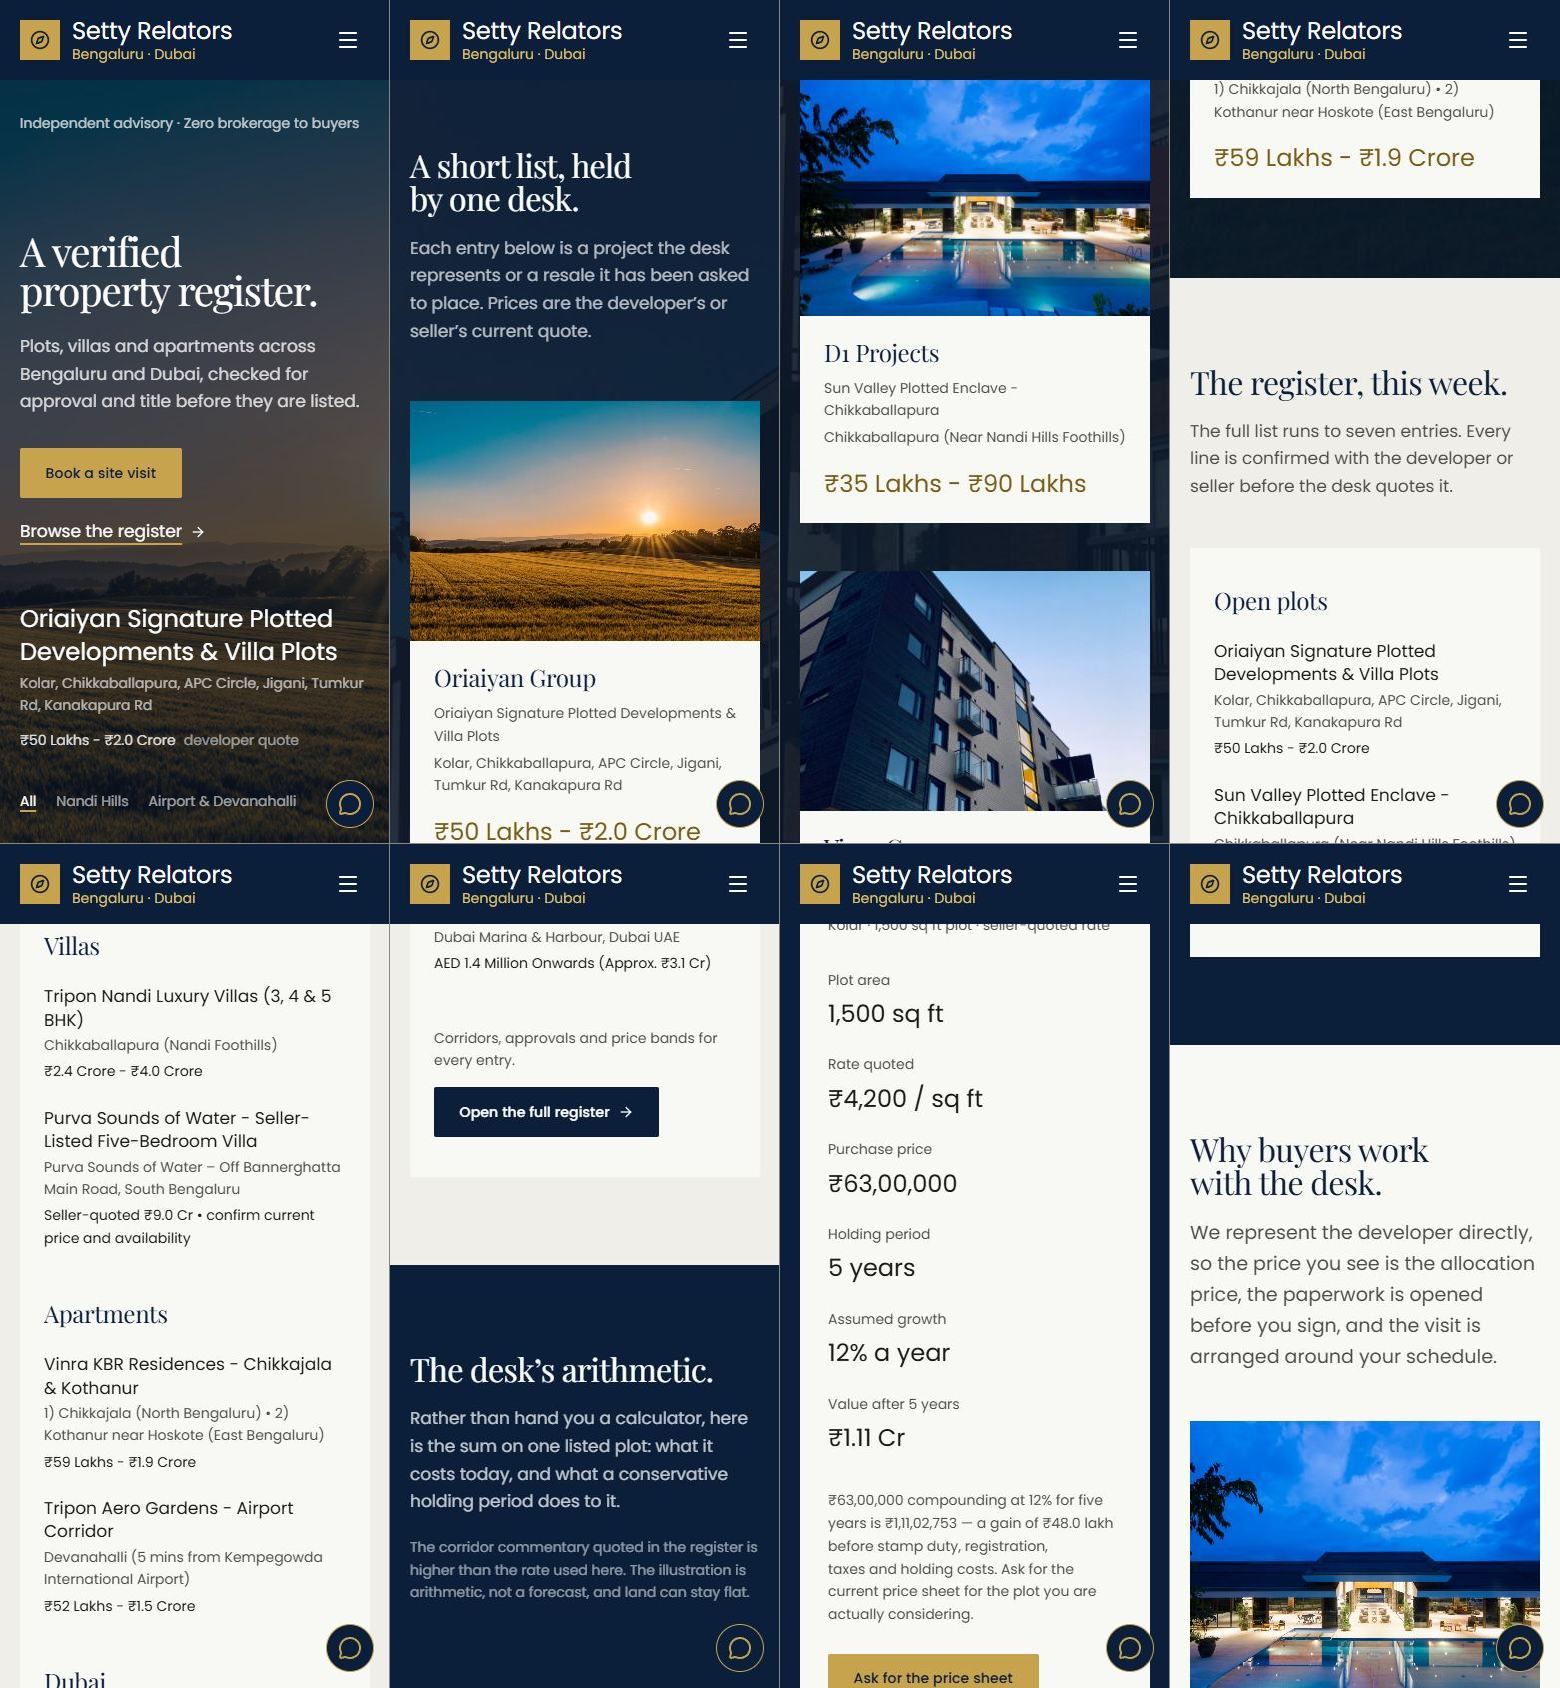 Setty Relators
Bengaluru · Dubai
Independent advisory · Zero brokerage to buyers
A verified
property register.
Plots, villas and apartments across
Bengaluru and Dubai, checked for
approval and title before they are listed.
Book a site visit
Browse the register →
Oriaiyan Signature Plotted
Developments & Villa Plots
Kolar, Chikkaballapura, APC Circle, Jigani, Tumkur
Rd, Kanakapura Rd
₹50 Lakhs - ₹2.0 Crore developer quote
All Nandi Hills Airport & Devanahalli
Setty Relators
Bengaluru · Dubai
A short list, held
by one desk.
Each entry below is a project the desk
represents or a resale it has been asked
to place. Prices are the developer’s or
seller’s current quote.
Oriaiyan Group
Oriaiyan Signature Plotted Developments &
Villa Plots
Kolar, Chikkaballapura, APC Circle, Jigani,
Tumkur Rd, Kanakapura Rd
₹50 Lakhs - ₹2.0 Crore
Setty Relators
Bengaluru · Dubai
D1 Projects
Sun Valley Plotted Enclave -
Chikkaballapura
Chikkaballapura (Near Nandi Hills Foothills)
₹35 Lakhs - ₹90 Lakhs
Setty Relators
Bengaluru · Dubai
1) Chikkajala (North Bengaluru) • 2)
Kothanur near Hoskote (East Bengaluru)
₹59 Lakhs - ₹1.9 Crore
The register, this week.
The full list runs to seven entries. Every
line is confirmed with the developer or
seller before the desk quotes it.
Open plots
Oriaiyan Signature Plotted
Developments & Villa Plots
Kolar, Chikkaballapura, APC Circle, Jigani,
Tumkur Rd, Kanakapura Rd
₹50 Lakhs - ₹2.0 Crore
Sun Valley Plotted Enclave -
Chikkaballapura
Chikkaballapura (Near Nandi Hills Foothills)
Setty Relators
Bengaluru · Dubai
Villas
Tripon Nandi Luxury Villas (3, 4 & 5
BHK)
Chikkaballapura (Nandi Foothills)
₹2.4 Crore - ₹4.0 Crore
Purva Sounds of Water - Seller-
Listed Five-Bedroom Villa
Purva Sounds of Water – Off Bannerghatta
Main Road, South Bengaluru
Seller-quoted ₹9.0 Cr • confirm current
price and availability
Apartments
Vinra KBR Residences - Chikkajala
& Kothanur
1) Chikkajala (North Bengaluru) • 2)
Kothanur near Hoskote (East Bengaluru)
₹59 Lakhs - ₹1.9 Crore
Tripon Aero Gardens - Airport
Corridor
Devanahalli (5 mins from Kempegowda
International Airport)
₹52 Lakhs - ₹1.5 Crore
Dubai
Setty Relators
Bengaluru · Dubai
Dubai Marina & Harbour, Dubai UAE
AED 1.4 Million Onwards (Approx. ₹3.1 Cr)
Corridors, approvals and price bands for
every entry.
Open the full register →
The desk’s arithmetic.
Rather than hand you a calculator, here
is the sum on one listed plot: what it
costs today, and what a conservative
holding period does to it.
The corridor commentary quoted in the register is
higher than the rate used here. The illustration is
arithmetic, not a forecast, and land can stay flat.
Setty Relators
Bengaluru · Dubai
Kolar · 1,500 sq ft plot · seller-quoted rate
Plot area
1,500 sq ft
Rate quoted
₹4,200 / sq ft
Purchase price
₹63,00,000
Holding period
5 years
Assumed growth
12% a year
Value after 5 years
₹1.11 Cr
₹63,00,000 compounding at 12% for five
years is ₹1,11,02,753 — a gain of ₹48.0 lakh
before stamp duty, registration,
taxes and holding costs. Ask for the
current price sheet for the plot you are
actually considering.
Ask for the price sheet
Setty Relators
Bengaluru · Dubai
Why buyers work
with the desk.
We represent the developer directly,
so the price you see is the allocation
price, the paperwork is opened
before you sign, and the visit is
arranged around your schedule.